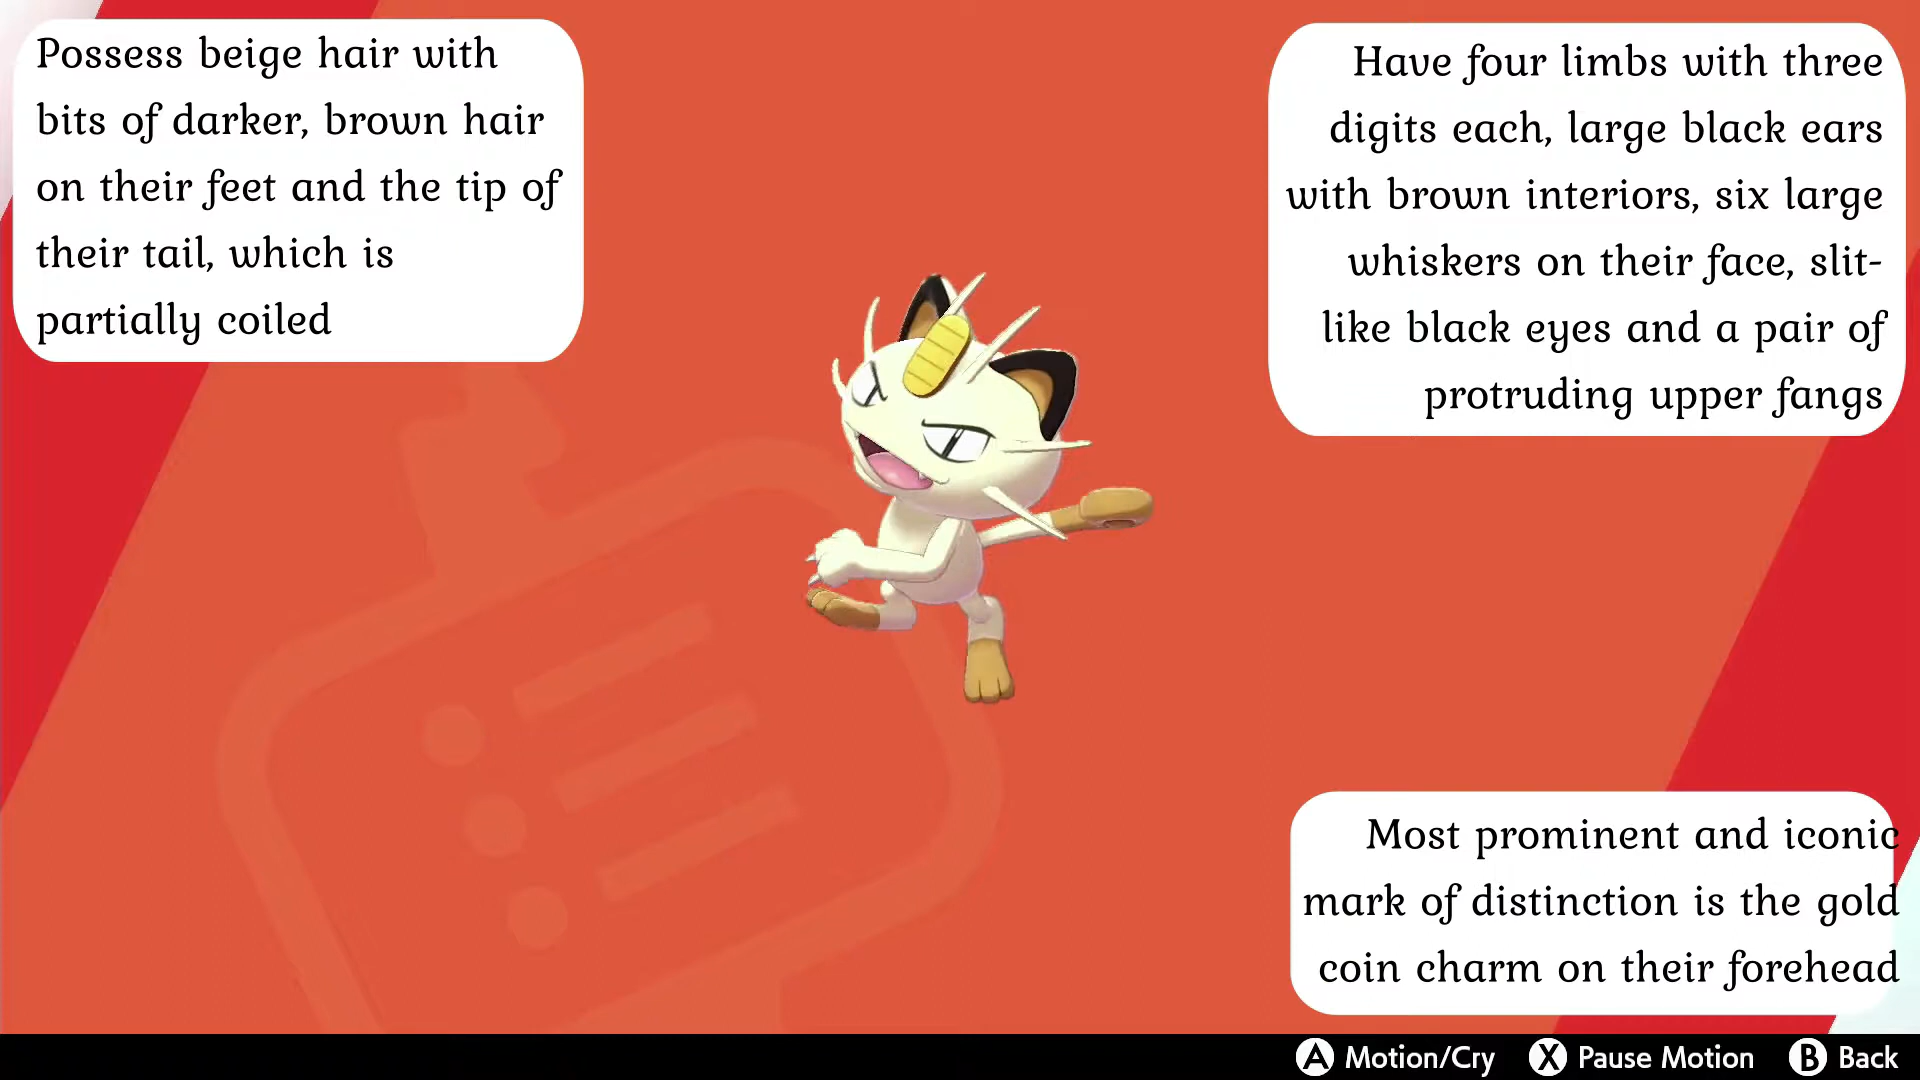 Possess beige hair with
bits of darker, brown hair
on their feet and the tip of
their tail, which is
partially coiled
Have four limbs with three
digits each, large black ears
with brown interiors, six large
whiskers on their face, slit-
like black eyes and a pair of
protruding upper fangs
Most prominent and iconic
mark of distinction is the gold
coin charm on their forehead
A Motion/Cry X Pause Motion B Back